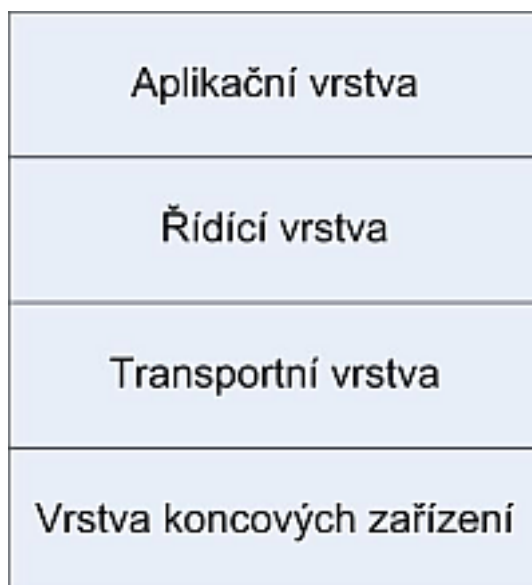 Aplikační vrstva
Řídící vrstva
Transportní vrstva
Vrstva koncových zařízení